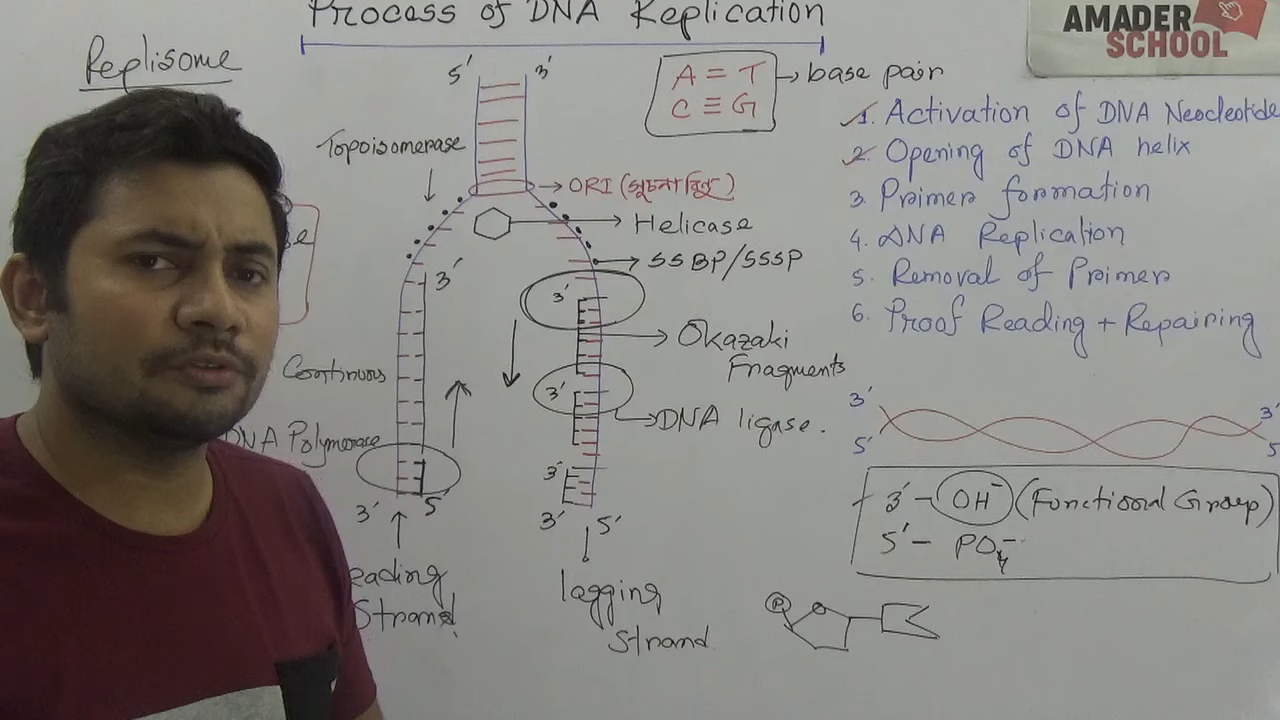 Process of DNA Replication
AMADER
SCHOOL
Replisome
5′ 3′
A = T
C ≡ G
base pair
Topoisomerase
ORI (সূচনা বিন্দু)
Helicase
SSBP/SSSP
3′
3′
Okazaki
Fragments
Continuous
3′
DNA ligase.
DNA Polymerase
3′ 5′
3′
3′ 5′
eading
Strand
lagging
Strand
1. Activation of DNA Neocleotide
2. Opening of DNA helix
3. Primer formation
4. DNA Replication
5. Removal of Primer
6. Proof Reading + Repairing
3′ 3′
5′ 5
3′ – OH⁻ (Functional Group)
5′ – PO₄⁻
P